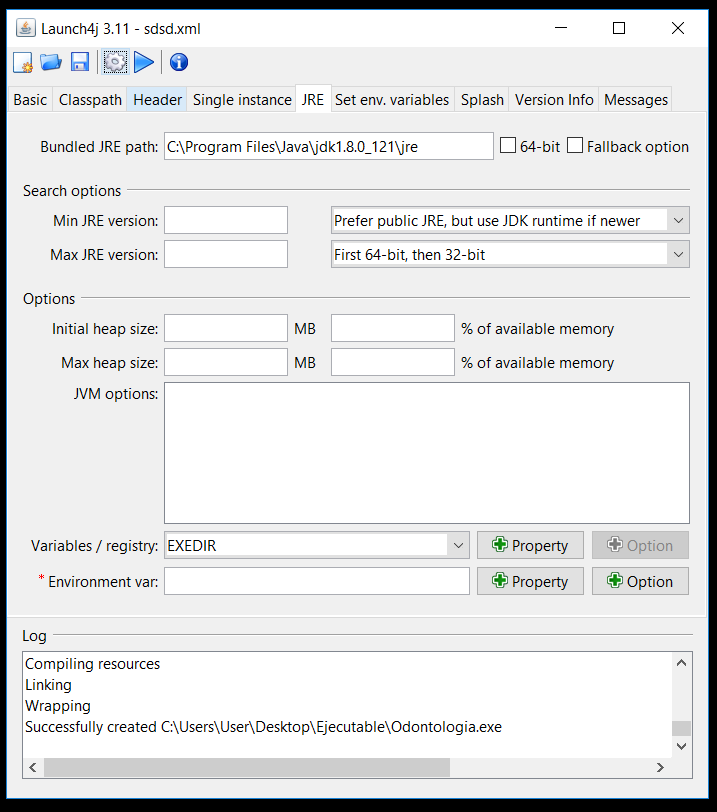 Launch4j 3.11 - sdsd.xml
Basic Classpath Header Single instance JRE Set env. variables Splash Version Info Messages
Bundled JRE path: C:\Program Files\Java\jdk1.8.0_121\jre 64-bit Fallback option
Search options
Min JRE version: Prefer public JRE, but use JDK runtime if newer
Max JRE version: First 64-bit, then 32-bit
Options
Initial heap size: MB % of available memory
Max heap size: MB % of available memory
JVM options:
Variables / registry: EXEDIR Property Option
* Environment var: Property Option
Log
Compiling resources
Linking
Wrapping
Successfully created C:\Users\User\Desktop\Ejecutable\Odontologia.exe